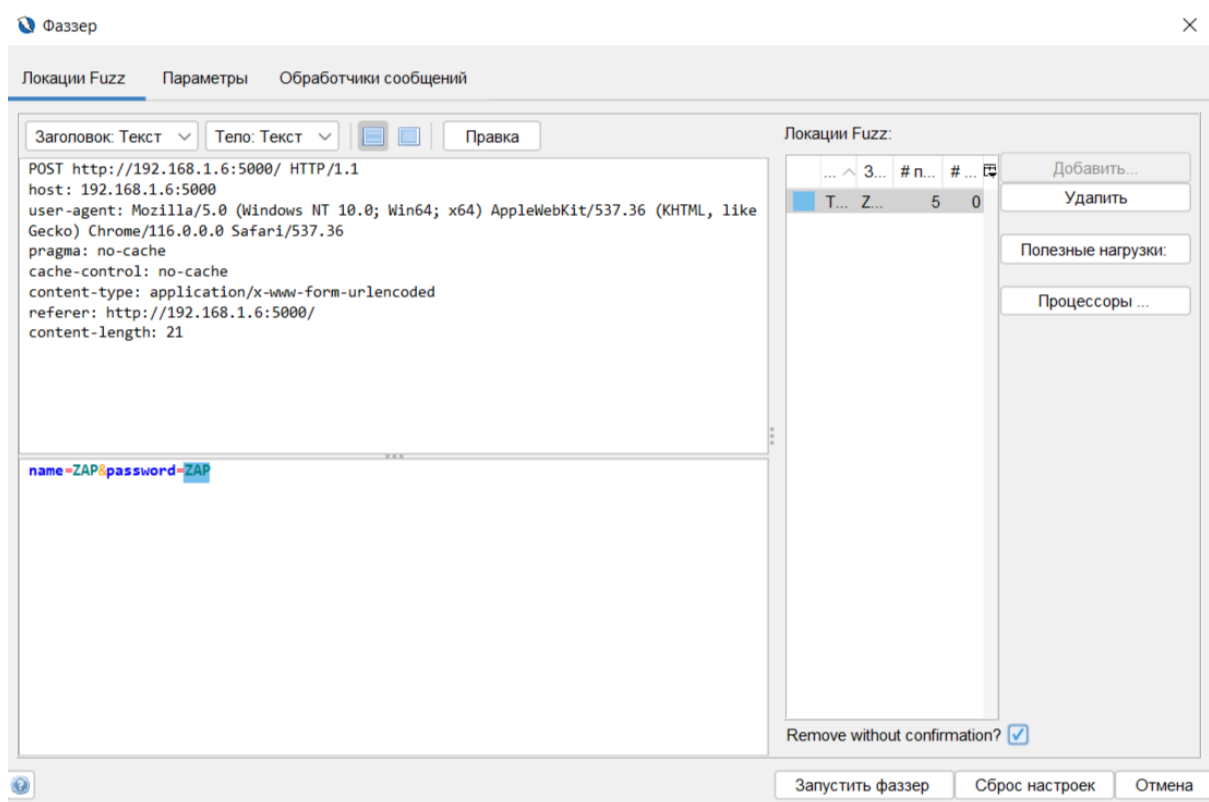 Фаззер
Локации Fuzz Параметры Обработчики сообщений
Заголовок: Текст Тело: Текст Правка
POST http://192.168.1.6:5000/ HTTP/1.1
host: 192.168.1.6:5000
user-agent: Mozilla/5.0 (Windows NT 10.0; Win64; x64) AppleWebKit/537.36 (KHTML, like
Gecko) Chrome/116.0.0.0 Safari/537.36
pragma: no-cache
cache-control: no-cache
content-type: application/x-www-form-urlencoded
referer: http://192.168.1.6:5000/
content-length: 21
name=ZAP&password=ZAP
Локации Fuzz:
... З... # п... # ...
T... Z... 5 0
Добавить...
Удалить
Полезные нагрузки:
Процессоры ...
Remove without confirmation?
Запустить фаззер Сброс настроек Отмена